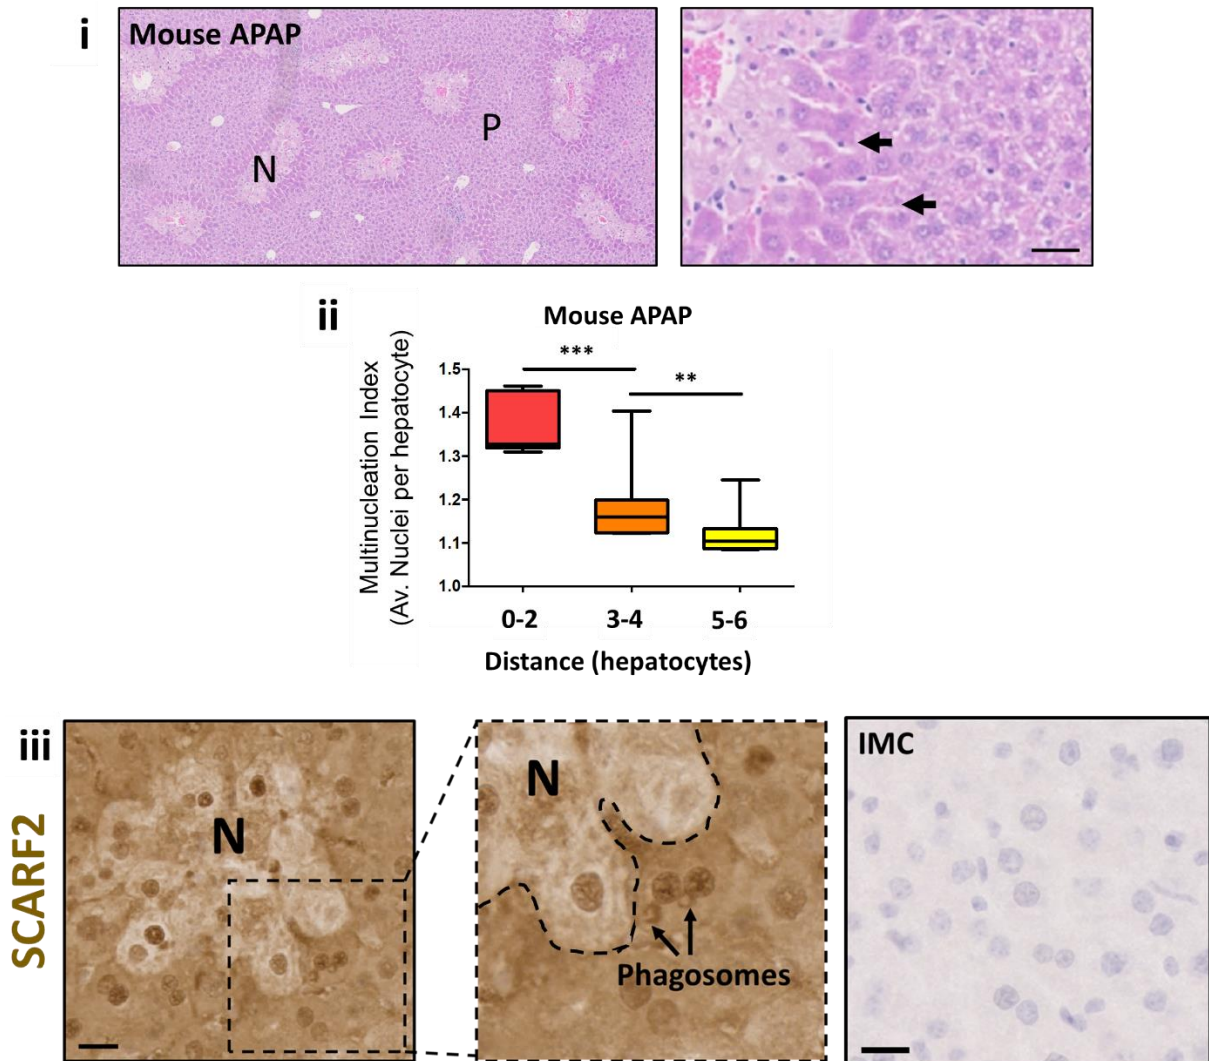 i
Mouse APAP
N
P
ii
Mouse APAP
***
**
Multinucleation Index
(Av. Nuclei per hepatocyte)
1.5
1.4
1.3
1.2
1.1
1.0
0-2 3-4 5-6
Distance (hepatocytes)
iii
SCARF2
N
N
Phagosomes
IMC